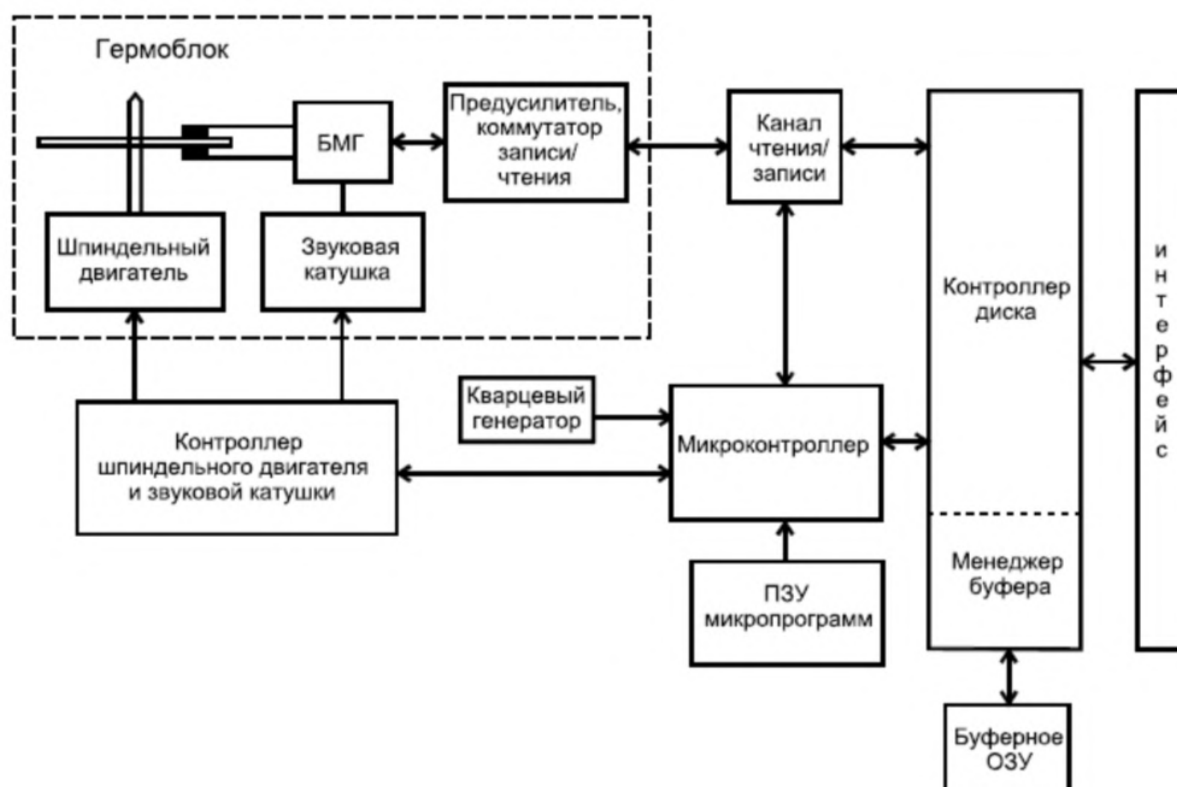 Гермоблок
БМГ
Предусилитель,
коммутатор
записи/
чтения
Канал
чтения/
записи
Шпиндельный
двигатель
Звуковая
катушка
Контроллер
диска
интерфейс
Кварцевый
генератор
Микроконтроллер
Контроллер
шпиндельного двигателя
и звуковой катушки
ПЗУ
микропрограмм
Менеджер
буфера
Буферное
ОЗУ